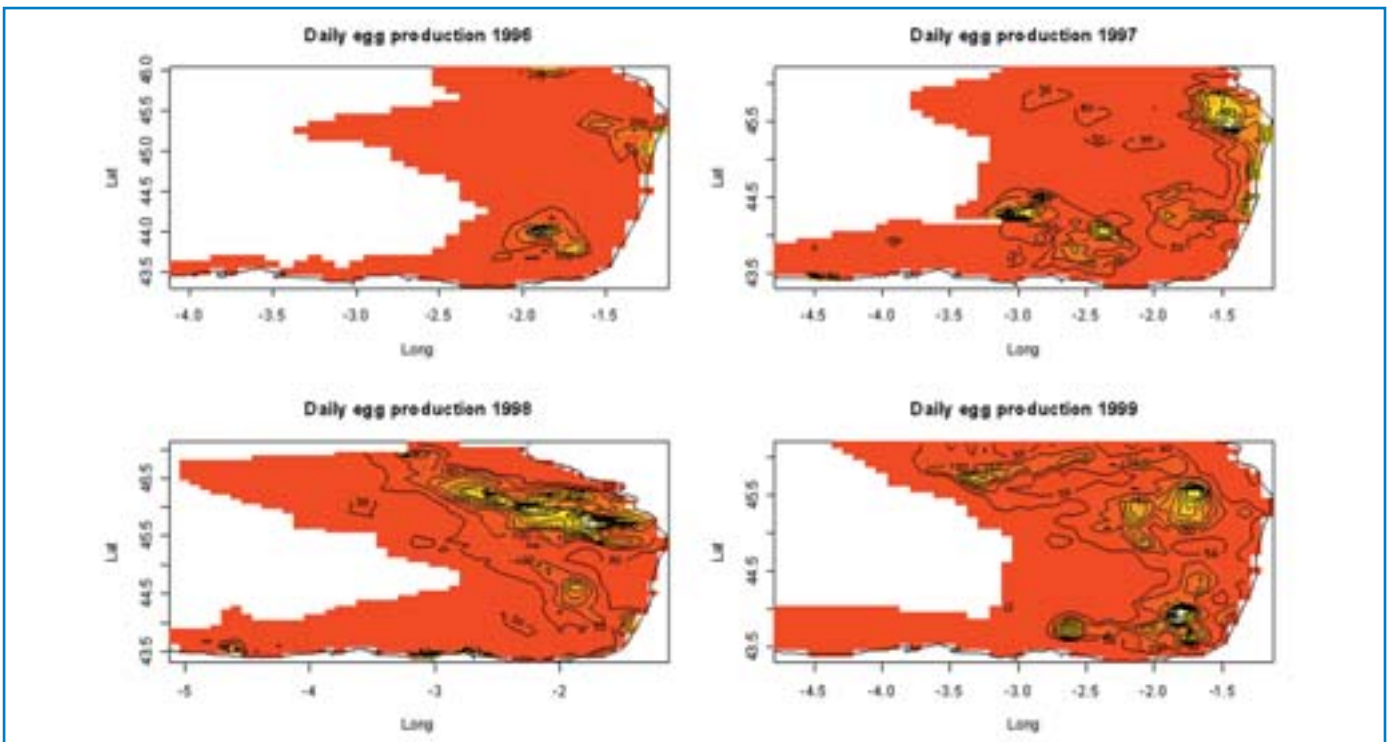 Daily egg production 1996
Lat
46.0
45.5
45.0
44.5
44.0
43.5
-4.0 -3.5 -3.0 -2.5 -2.0 -1.5
Long
Daily egg production 1997
Lat
45.5
44.5
43.5
-4.5 -4.0 -3.5 -3.0 -2.5 -2.0 -1.5
Long
Daily egg production 1998
Lat
46.5
45.5
44.5
43.5
-5 -4 -3 -2
Long
Daily egg production 1999
Lat
45.5
44.5
43.5
-4.5 -4.0 -3.5 -3.0 -2.5 -2.0 -1.5
Long